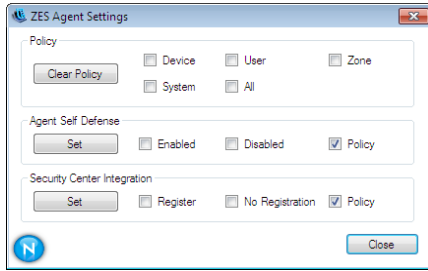 ZES Agent Settings
Policy
Clear Policy Device User Zone
System All
Agent Self Defense
Set Enabled Disabled Policy
Security Center Integration
Set Register No Registration Policy
N Close